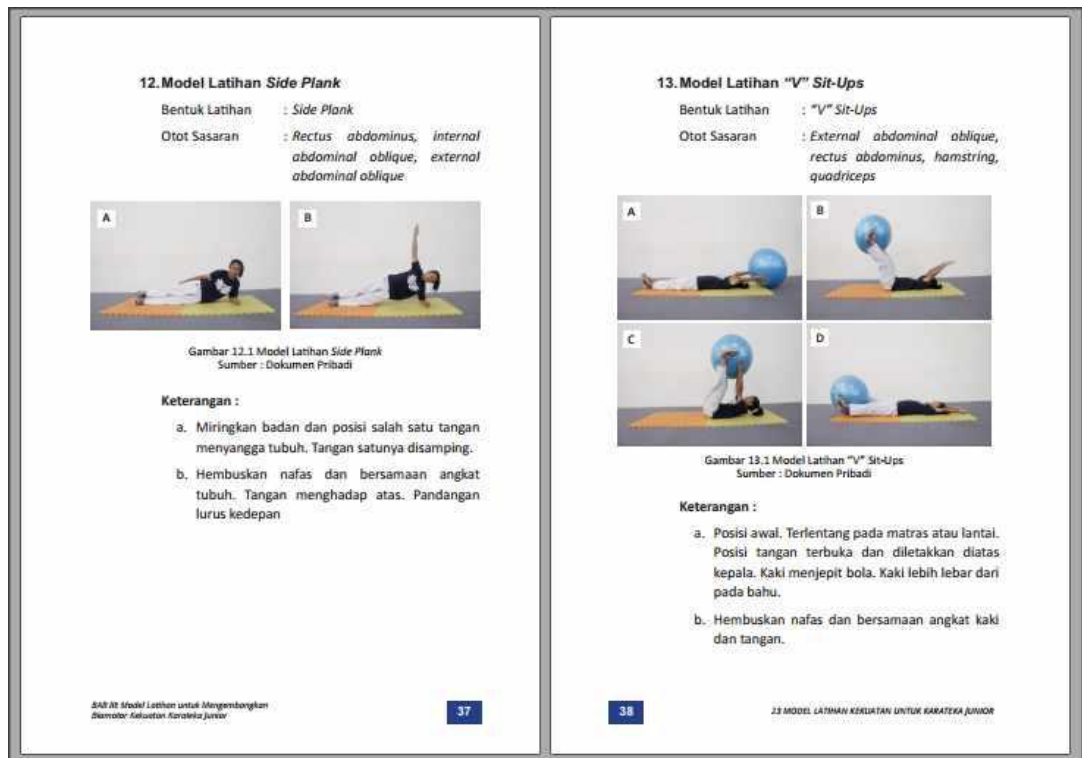 12. Model Latihan Side Plank
Bentuk Latihan : Side Plank
Otot Sasaran : Rectus abdominus, internal
abdominal oblique, external
abdominal oblique
A
B
Gambar 12.1 Model Latihan Side Plank
Sumber : Dokumen Pribadi
Keterangan :
a. Miringkan badan dan posisi salah satu tangan
menyangga tubuh. Tangan satunya disamping.
b. Hembuskan nafas dan bersamaan angkat
tubuh. Tangan menghadap atas. Pandangan
lurus kedepan
BAB III: Model Latihan untuk Mengembangkan
Biomotor Kekuatan Karateka Junior
37
13. Model Latihan "V" Sit-Ups
Bentuk Latihan : "V" Sit-Ups
Otot Sasaran : External abdominal oblique,
rectus abdominus, hamstring,
quadriceps
A
B
C
D
Gambar 13.1 Model Latihan "V" Sit-Ups
Sumber : Dokumen Pribadi
Keterangan :
a. Posisi awal. Terlentang pada matras atau lantai.
Posisi tangan terbuka dan diletakkan diatas
kepala. Kaki menjepit bola. Kaki lebih lebar dari
pada bahu.
b. Hembuskan nafas dan bersamaan angkat kaki
dan tangan.
38
13 MODEL LATIHAN KEKUATAN UNTUK KARATEKA JUNIOR